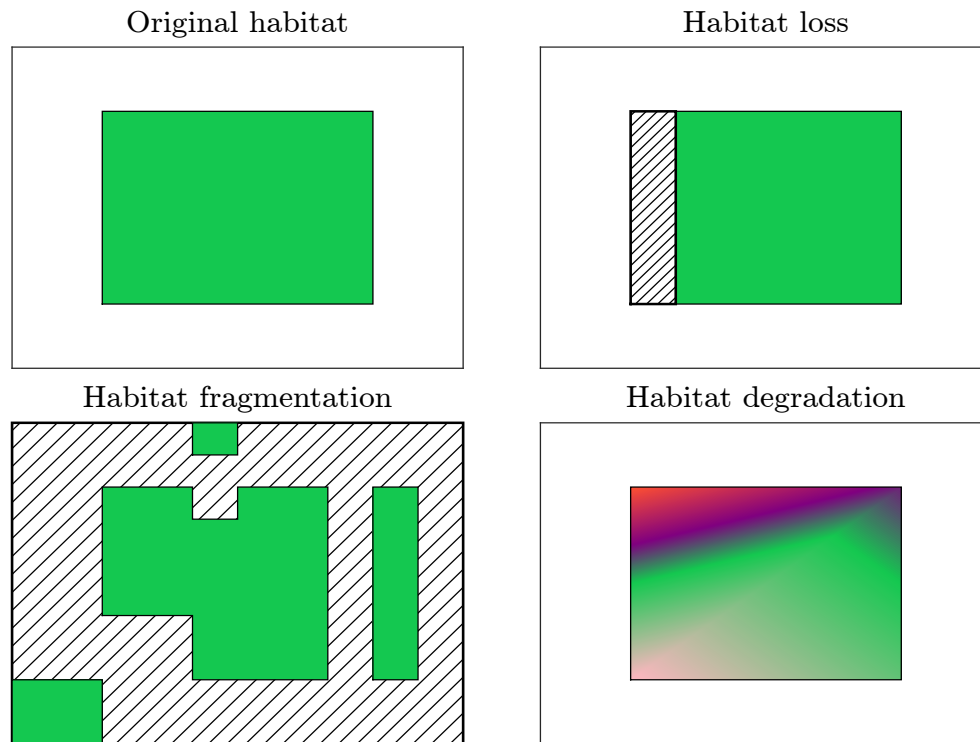 Original habitat
Habitat loss
Habitat fragmentation
Habitat degradation